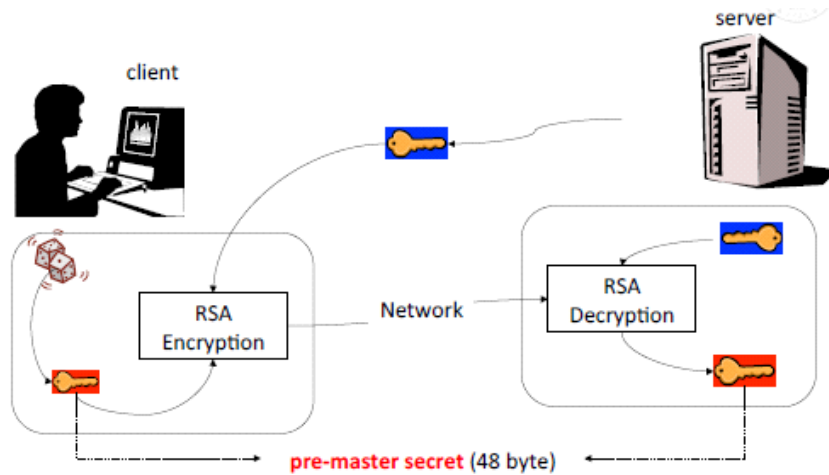 server
client
RSA
Encryption
Network
RSA
Decryption
pre-master secret (48 byte)